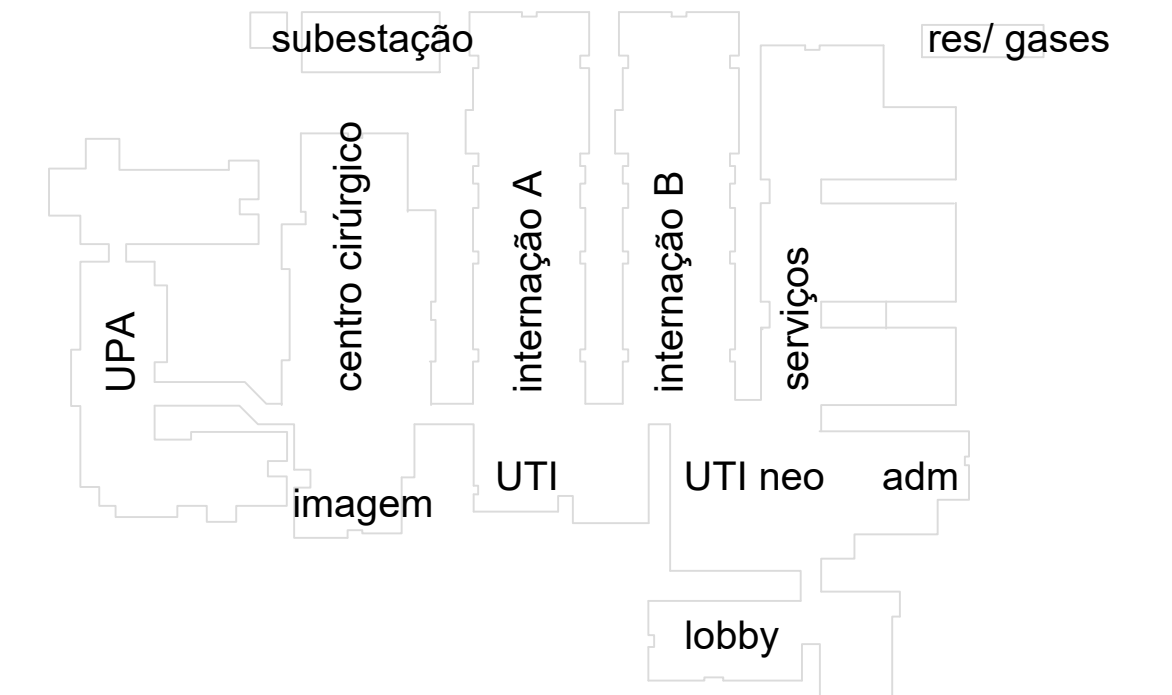 subestação
res/ gases
UPA
centro cirúrgico
internação A
internação B
serviços
imagem
UTI
UTI neo
adm
lobby